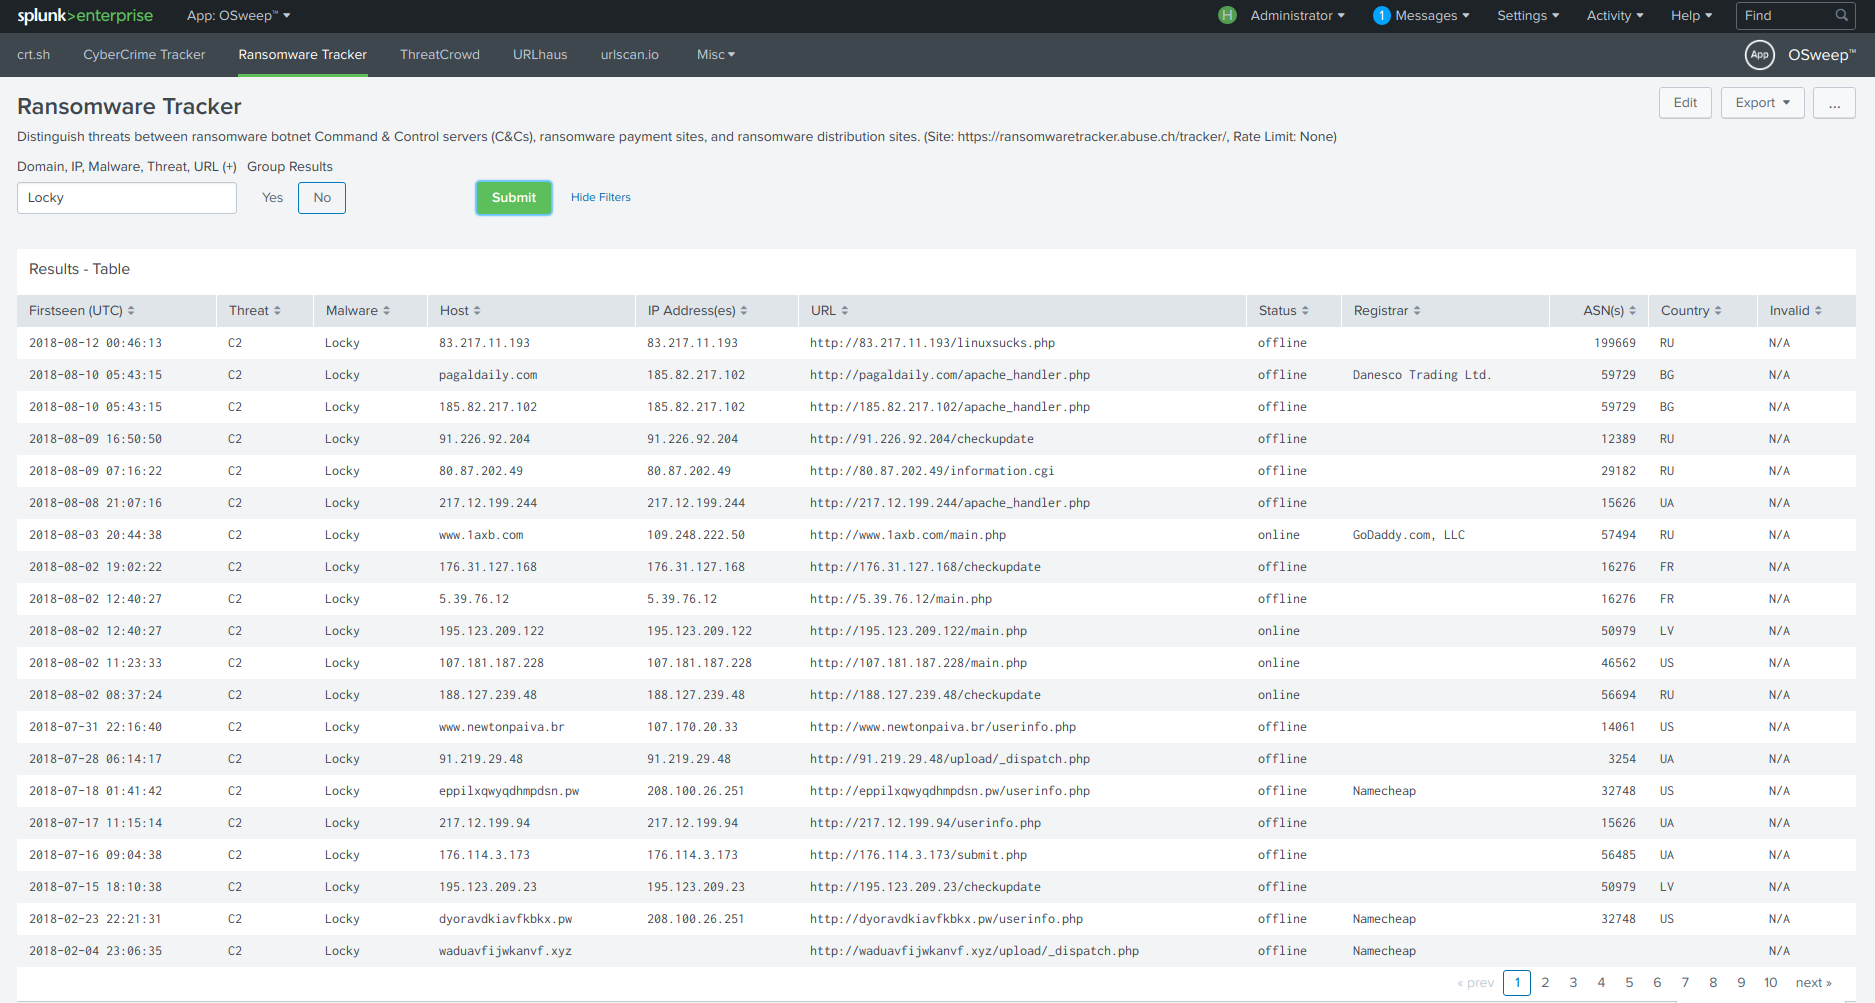 splunk>enterprise App: OSweep™ H Administrator 1 Messages Settings Activity Help Find
crt.sh CyberCrime Tracker Ransomware Tracker ThreatCrowd URLhaus urlscan.io Misc App OSweep™
Ransomware Tracker Edit Export ...
Distinguish threats between ransomware botnet Command & Control servers (C&Cs), ransomware payment sites, and ransomware distribution sites. (Site: https://ransomwaretracker.abuse.ch/tracker/, Rate Limit: None)
Domain, IP, Malware, Threat, URL (+) Group Results
Locky Yes No Submit Hide Filters
Results - Table
Firstseen (UTC) Threat Malware Host IP Address(es) URL Status Registrar ASN(s) Country Invalid
2018-08-12 00:46:13 C2 Locky 83.217.11.193 83.217.11.193 http://83.217.11.193/linuxsucks.php offline 199669 RU N/A
2018-08-10 05:43:15 C2 Locky pagaldaily.com 185.82.217.102 http://pagaldaily.com/apache_handler.php offline Danesco Trading Ltd. 59729 BG N/A
2018-08-10 05:43:15 C2 Locky 185.82.217.102 185.82.217.102 http://185.82.217.102/apache_handler.php offline 59729 BG N/A
2018-08-09 16:50:50 C2 Locky 91.226.92.204 91.226.92.204 http://91.226.92.204/checkupdate offline 12389 RU N/A
2018-08-09 07:16:22 C2 Locky 80.87.202.49 80.87.202.49 http://80.87.202.49/information.cgi offline 29182 RU N/A
2018-08-08 21:07:16 C2 Locky 217.12.199.244 217.12.199.244 http://217.12.199.244/apache_handler.php offline 15626 UA N/A
2018-08-03 20:44:38 C2 Locky www.1axb.com 109.248.222.50 http://www.1axb.com/main.php online GoDaddy.com, LLC 57494 RU N/A
2018-08-02 19:02:22 C2 Locky 176.31.127.168 176.31.127.168 http://176.31.127.168/checkupdate offline 16276 FR N/A
2018-08-02 12:40:27 C2 Locky 5.39.76.12 5.39.76.12 http://5.39.76.12/main.php offline 16276 FR N/A
2018-08-02 12:40:27 C2 Locky 195.123.209.122 195.123.209.122 http://195.123.209.122/main.php online 50979 LV N/A
2018-08-02 11:23:33 C2 Locky 107.181.187.228 107.181.187.228 http://107.181.187.228/main.php online 46562 US N/A
2018-08-02 08:37:24 C2 Locky 188.127.239.48 188.127.239.48 http://188.127.239.48/checkupdate online 56694 RU N/A
2018-07-31 22:16:40 C2 Locky www.newtonpaiva.br 107.170.20.33 http://www.newtonpaiva.br/userinfo.php offline 14061 US N/A
2018-07-28 06:14:17 C2 Locky 91.219.29.48 91.219.29.48 http://91.219.29.48/upload/_dispatch.php offline 3254 UA N/A
2018-07-18 01:41:42 C2 Locky eppilxqwyqdhmpdsn.pw 208.100.26.251 http://eppilxqwyqdhmpdsn.pw/userinfo.php offline Namecheap 32748 US N/A
2018-07-17 11:15:14 C2 Locky 217.12.199.94 217.12.199.94 http://217.12.199.94/userinfo.php offline 15626 UA N/A
2018-07-16 09:04:38 C2 Locky 176.114.3.173 176.114.3.173 http://176.114.3.173/submit.php offline 56485 UA N/A
2018-07-15 18:10:38 C2 Locky 195.123.209.23 195.123.209.23 http://195.123.209.23/checkupdate offline 50979 LV N/A
2018-02-23 22:21:31 C2 Locky dyoravdkiavfkbkx.pw 208.100.26.251 http://dyoravdkiavfkbkx.pw/userinfo.php offline Namecheap 32748 US N/A
2018-02-04 23:06:35 C2 Locky waduavfijwkanvf.xyz http://waduavfijwkanvf.xyz/upload/_dispatch.php offline Namecheap N/A
« prev 1 2 3 4 5 6 7 8 9 10 next »